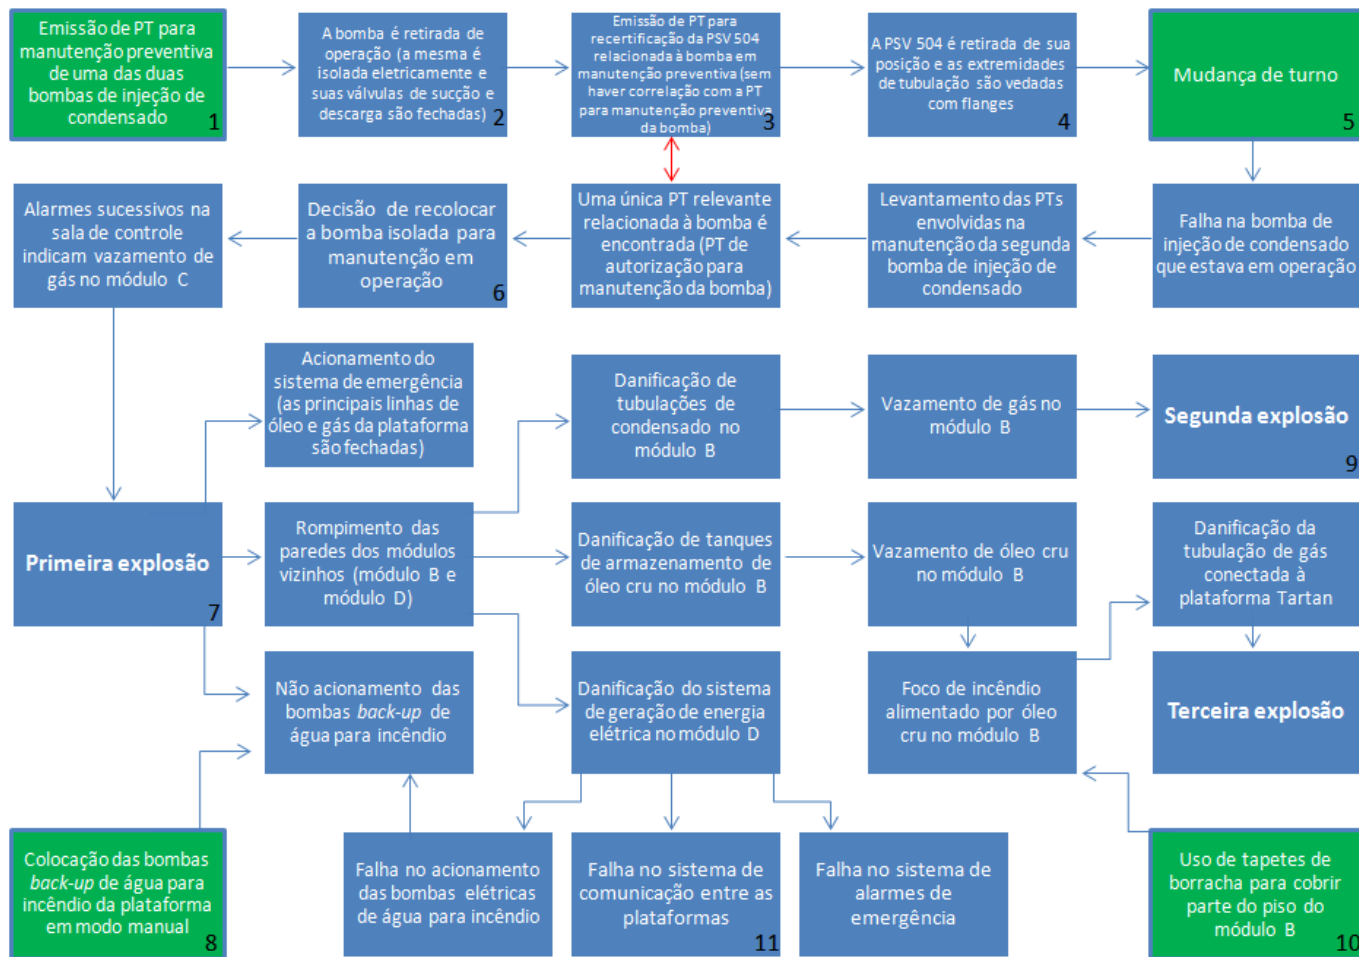 Emissão de PT para
manutenção preventiva
de uma das duas
bombas de injeção de
condensado
1
A bomba é retirada de
operação (a mesma é
isolada eletricamente e
suas válvulas de sucção e
descarga são fechadas)
2
Emissão de PT para
recertificação da PSV 504
relacionada à bomba em
manutenção preventiva (sem
haver correlação com a PT
para manutenção preventiva
da bomba)
3
A PSV 504 é retirada de sua
posição e as extremidades
de tubulação são vedadas
com flanges
4
Mudança de turno
5
Alarmes sucessivos na
sala de controle
indicam vazamento de
gás no módulo C
Decisão de recolocar
a bomba isolada para
manutenção em
operação
6
Uma única PT relevante
relacionada à bomba é
encontrada (PT de
autorização para
manutenção da bomba)
Levantamento das PTs
envolvidas na
manutenção da segunda
bomba de injeção de
condensado
Falha na bomba de
injeção de condensado
que estava em operação
Acionamento do
sistema de emergência
(as principais linhas de
óleo e gás da plataforma
são fechadas)
Danificação de
tubulações de
condensado no
módulo B
Vazamento de gás no
módulo B
Segunda explosão
9
Primeira explosão
7
Rompimento das
paredes dos módulos
vizinhos (módulo B e
módulo D)
Danificação de tanques
de armazenamento de
óleo cru no módulo B
Vazamento de óleo cru
no módulo B
Danificação da
tubulação de gás
conectada à
plataforma Tartan
Não acionamento das
bombas back-up de
água para incêndio
Danificação do sistema
de geração de energia
elétrica no módulo D
Foco de incêndio
alimentado por óleo
cru no módulo B
Terceira explosão
Colocação das bombas
back-up de água para
incêndio da plataforma
em modo manual
8
Falha no acionamento
das bombas elétricas
de água para incêndio
Falha no sistema de
comunicação entre as
plataformas
11
Falha no sistema de
alarmes de
emergência
Uso de tapetes de
borracha para cobrir
parte do piso do
módulo B
10